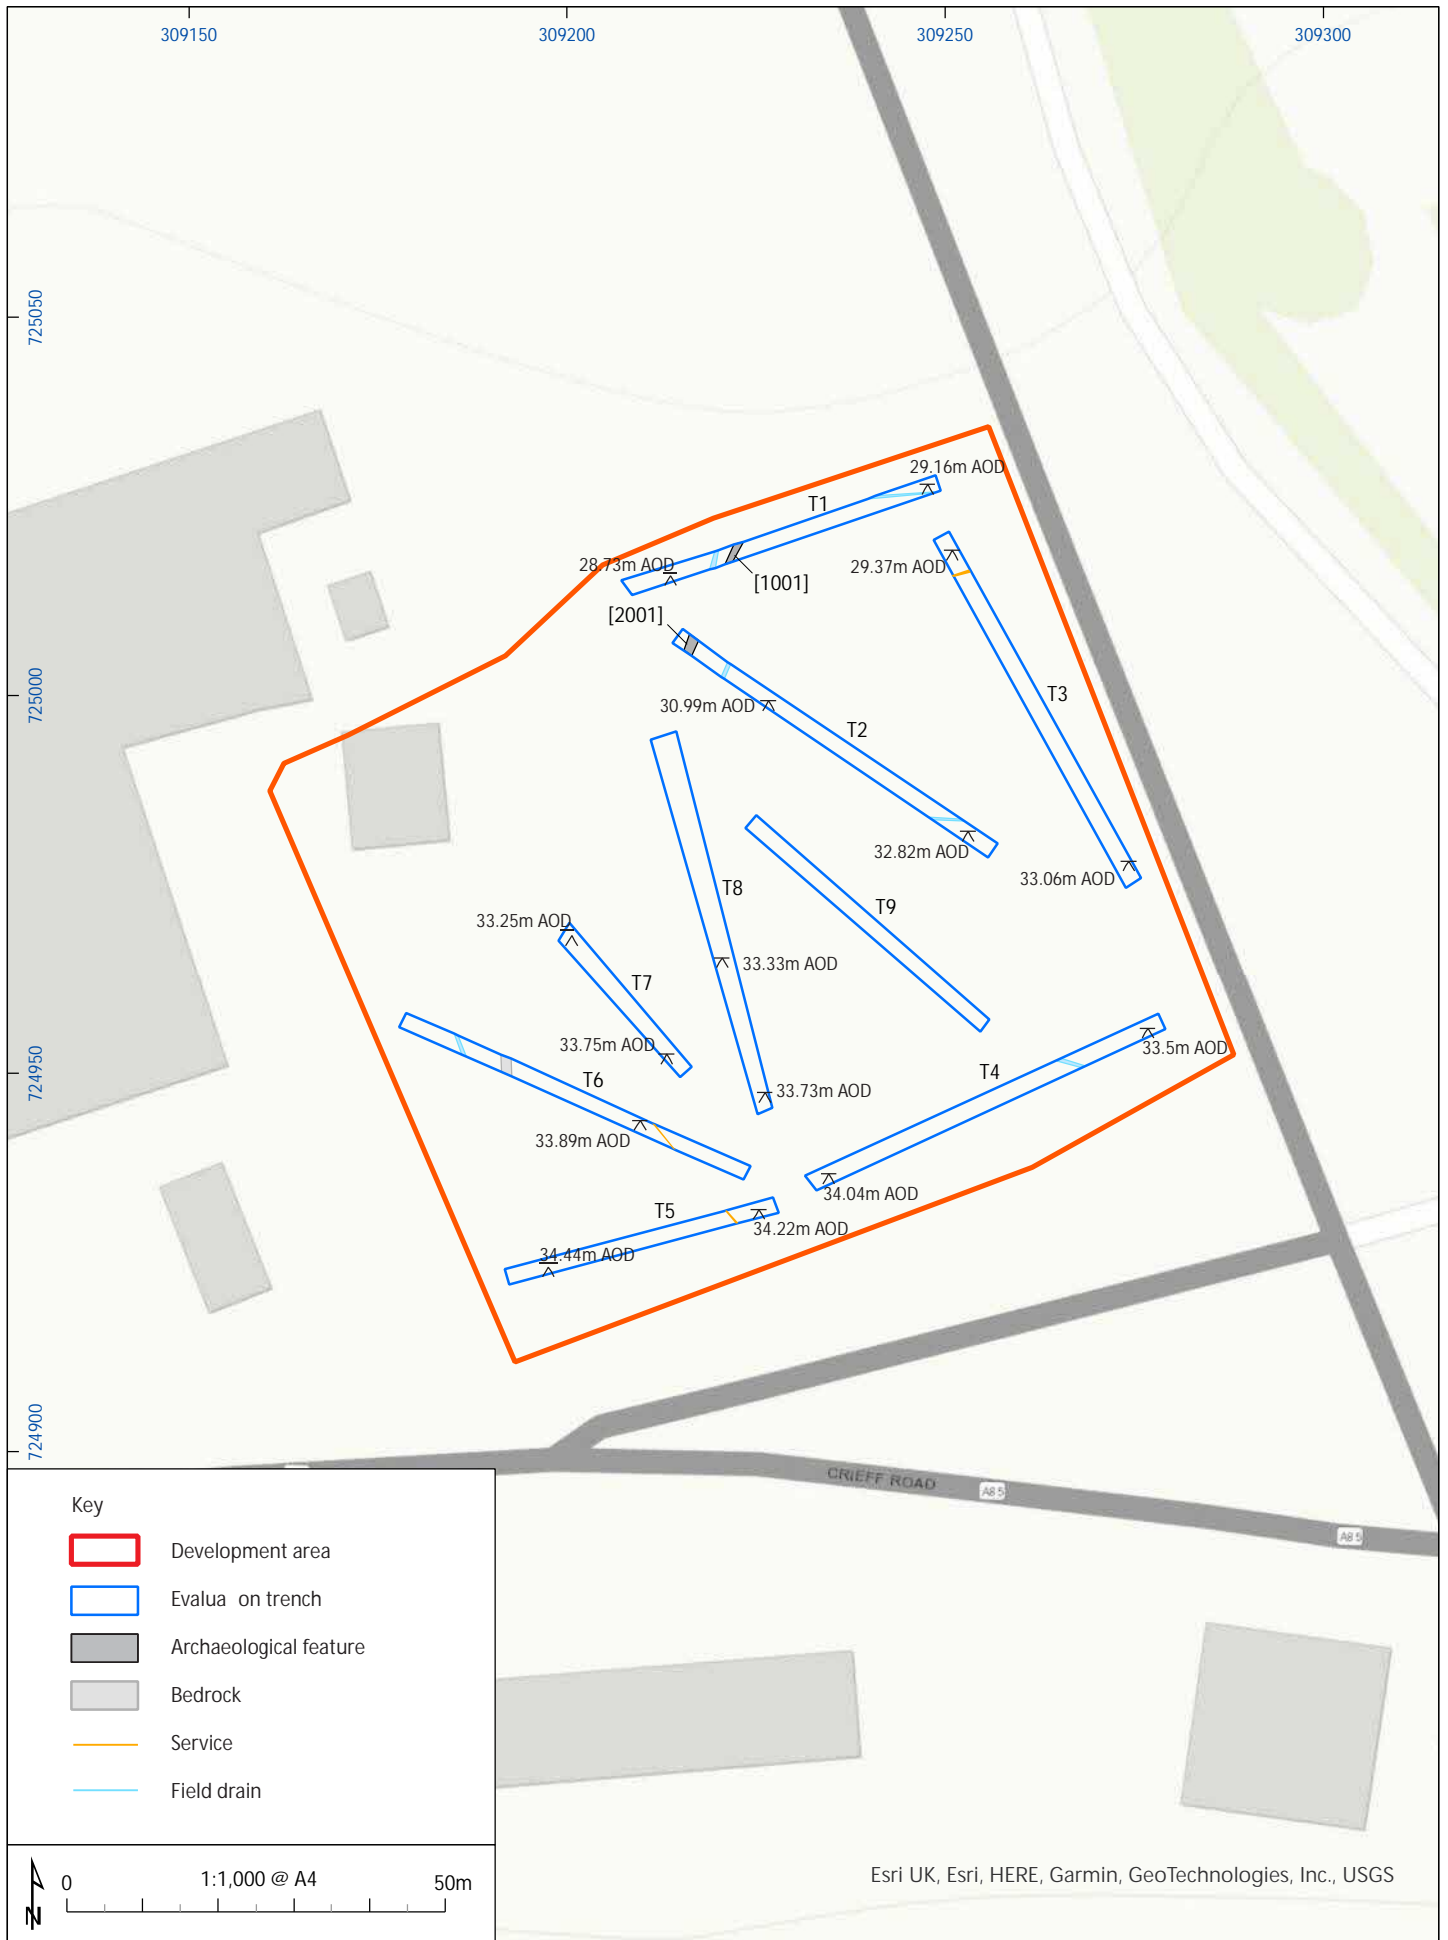 309150
309200
309250
309300
725050
725000
724950
724900
29.16m AOD
T1
28.73m AOD
[1001]
29.37m AOD
[2001]
T3
30.99m AOD
T2
32.82m AOD
33.06m AOD
T8
T9
33.25m AOD
33.33m AOD
T7
33.75m AOD
33.5m AOD
T6
T4
33.73m AOD
33.89m AOD
34.04m AOD
T5
34.22m AOD
34.44m AOD
CRIEFF ROAD
A85
A85
Key
Development area
Evalua on trench
Archaeological feature
Bedrock
Service
Field drain
N
0
1:1,000 @ A4
50m
Esri UK, Esri, HERE, Garmin, GeoTechnologies, Inc., USGS